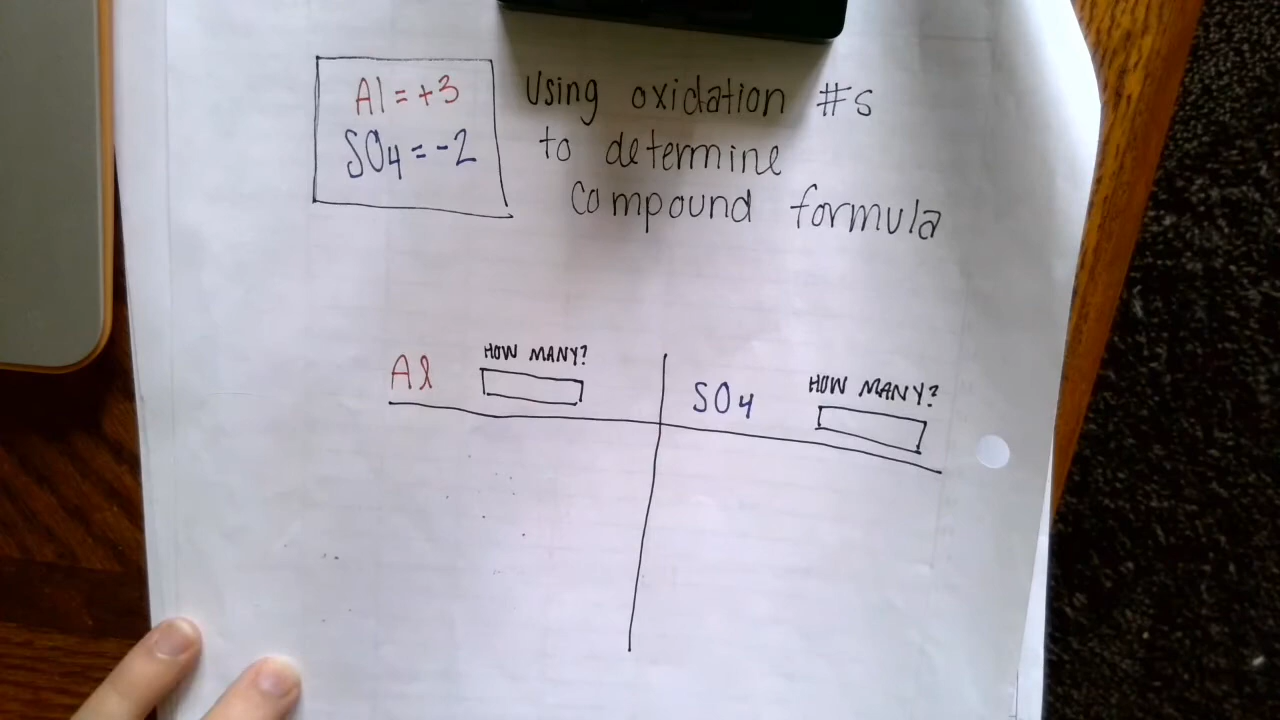 Al = +3
SO4 = -2
Using oxidation #s
to determine
compound formula
Al
HOW MANY?
SO4
HOW MANY?